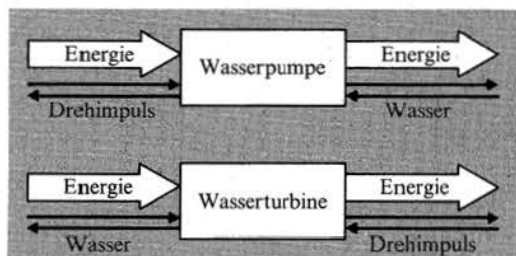 Energie
Wasserpumpe
Energie
Drehimpuls
Wasser
Energie
Wasserturbine
Energie
Wasser
Drehimpuls